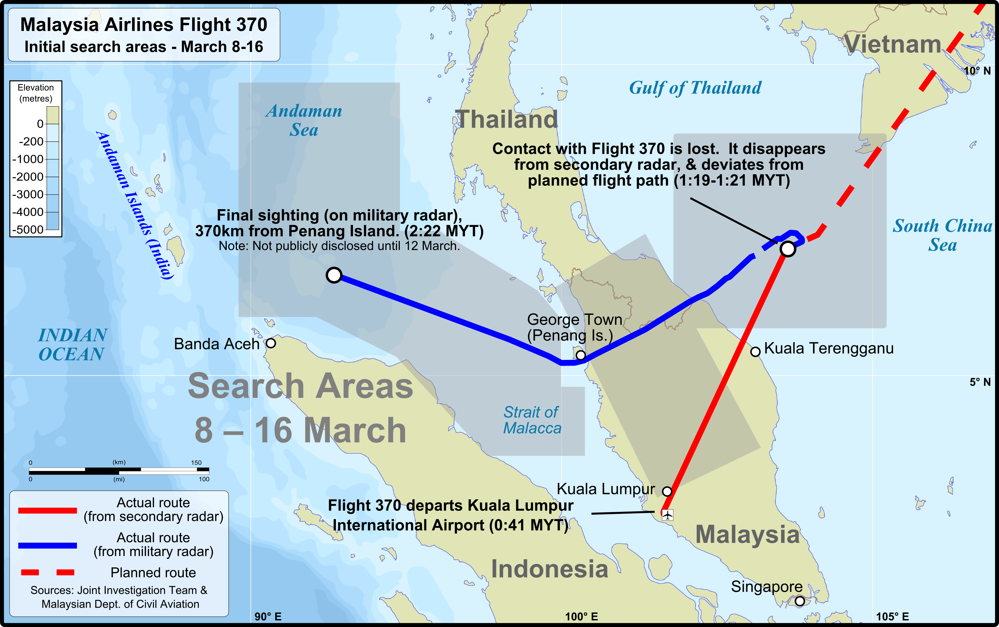 Malaysia Airlines Flight 370
Initial search areas - March 8-16
Vietnam
10° N
Elevation
(metres)
0
-200
-1000
-2000
-3000
-4000
-5000
Gulf of Thailand
Andaman
Sea
Thailand
Andaman Islands (India)
Contact with Flight 370 is lost.  It disappears
from secondary radar, & deviates from
planned flight path (1:19-1:21 MYT)
Final sighting (on military radar),
370km from Penang Island. (2:22 MYT)
Note: Not publicly disclosed until 12 March.
South China
Sea
George Town
(Penang Is.)
INDIAN
OCEAN
Banda Aceh
Kuala Terengganu
Search Areas
8 – 16 March
5° N
Strait of
Malacca
0 (km) 150
0 (mi) 100
Kuala Lumpur
Flight 370 departs Kuala Lumpur
International Airport (0:41 MYT)
Malaysia
Indonesia
Singapore
Actual route
(from secondary radar)
Actual route
(from military radar)
Planned route
Sources: Joint Investigation Team &
Malaysian Dept. of Civil Aviation
90° E
100° E
105° E